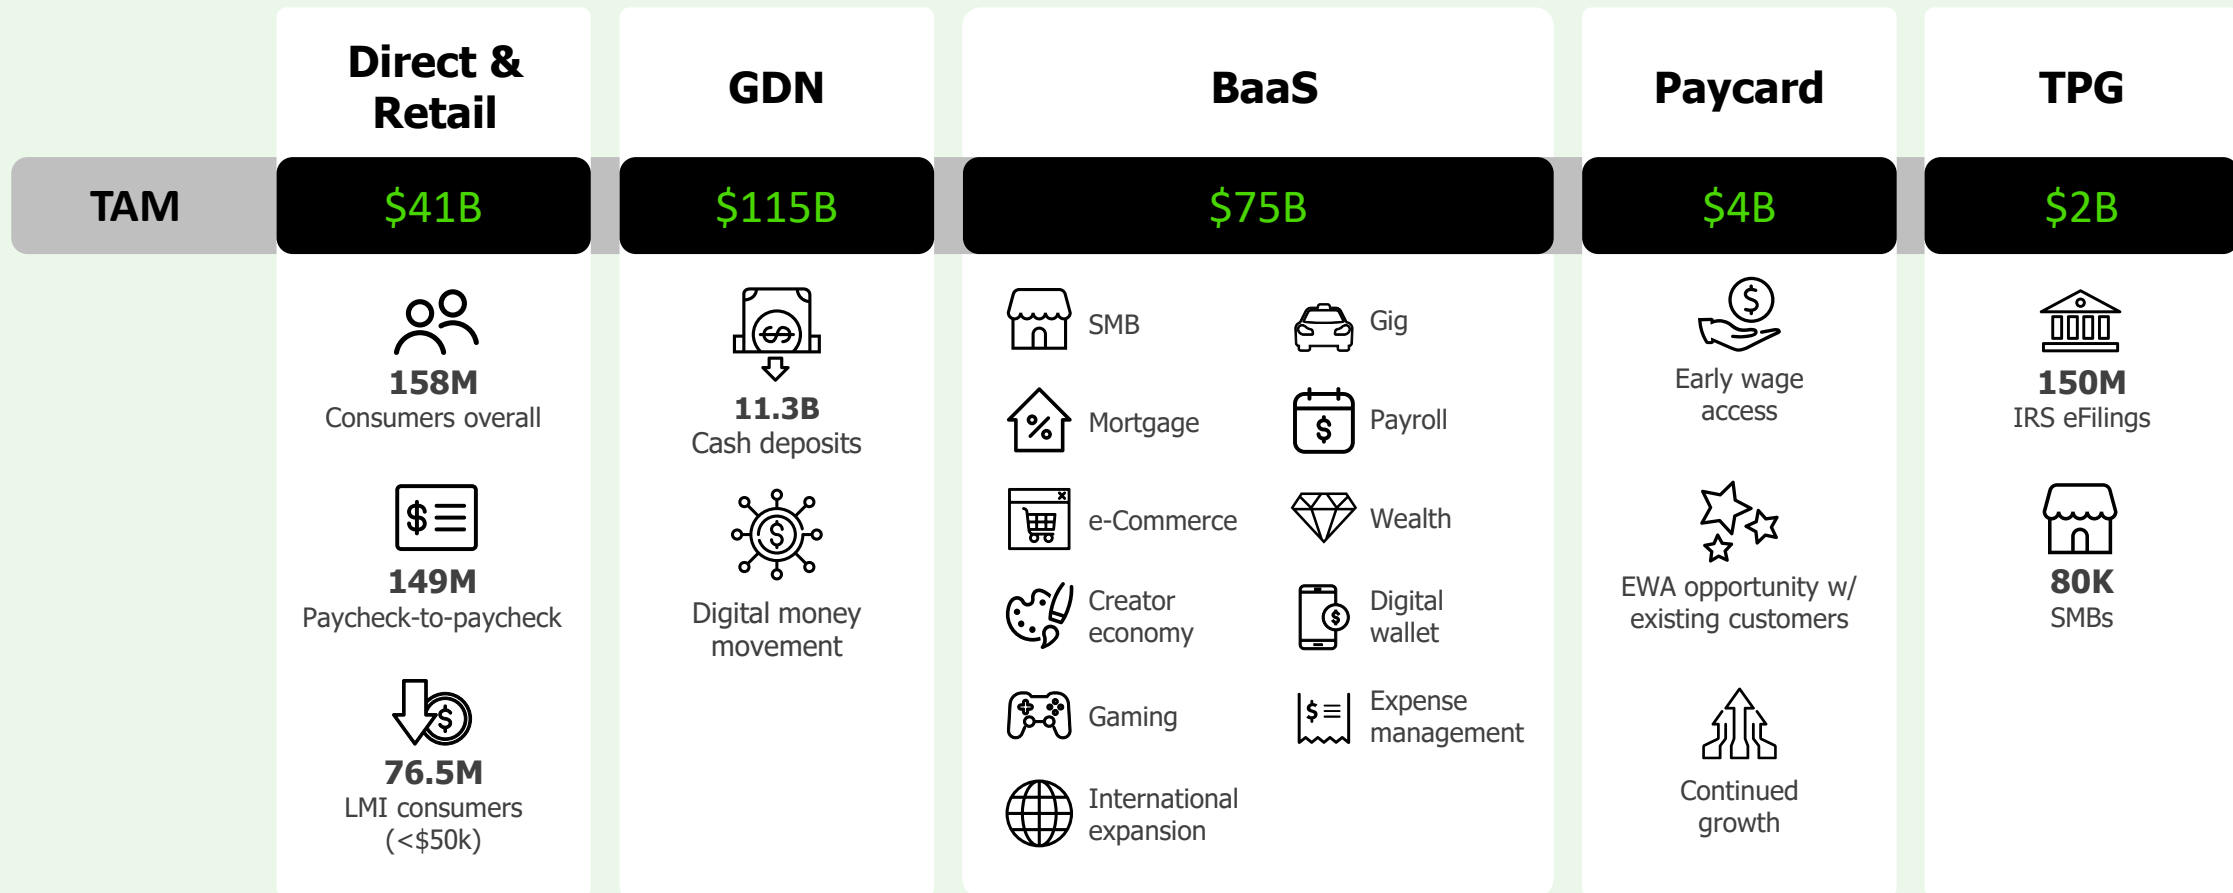 Direct &
Retail
GDN
BaaS
Paycard
TPG
TAM
$41B
$115B
$75B
$4B
$2B
158M
Consumers overall
149M
Paycheck-to-paycheck
76.5M
LMI consumers
(<$50k)
11.3B
Cash deposits
Digital money
movement
SMB
Mortgage
e-Commerce
Creator
economy
Gaming
International
expansion
Gig
Payroll
Wealth
Digital
wallet
Expense
management
Early wage
access
EWA opportunity w/
existing customers
Continued
growth
150M
IRS eFilings
80K
SMBs